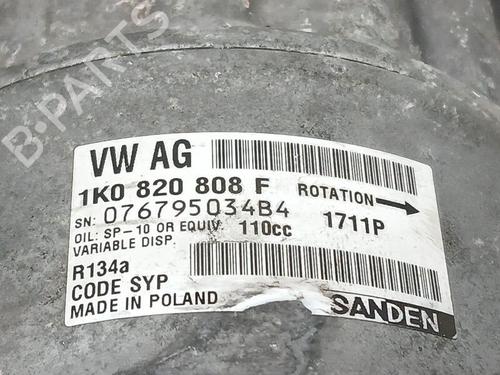 B-PARTS
VW AG
1K0 820 808 F
ROTATION
SN: 076795034B4
1711P
OIL: SP-10 OR EQUIV. 110cc
VARIABLE DISP.
R134a
CODE SYP
MADE IN POLAND
SANDEN